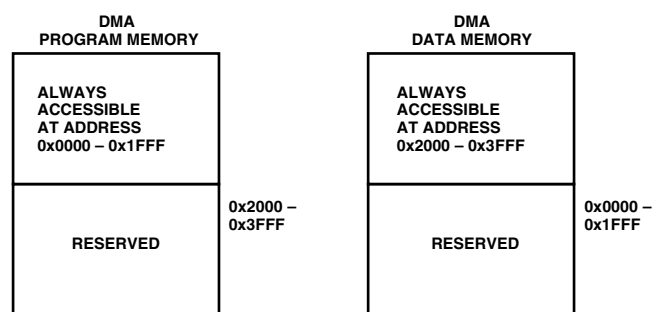 DMA
PROGRAM MEMORY
ALWAYS
ACCESSIBLE
AT ADDRESS
0x0000 – 0x1FFF
RESERVED
0x2000 –
0x3FFF
DMA
DATA MEMORY
ALWAYS
ACCESSIBLE
AT ADDRESS
0x2000 – 0x3FFF
RESERVED
0x0000 –
0x1FFF